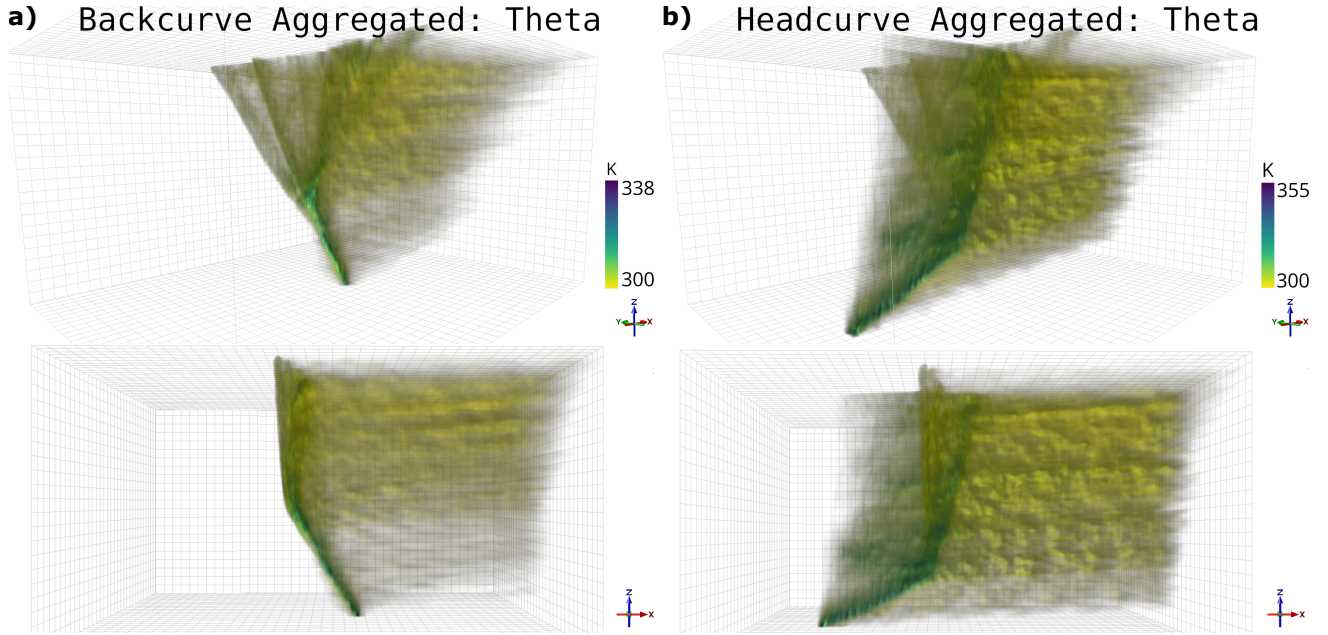 a) Backcurve Aggregated: Theta
b) Headcurve Aggregated: Theta
K
338
300
Z
Y X
K
355
300
Z
Y X
Z
X
Z
X